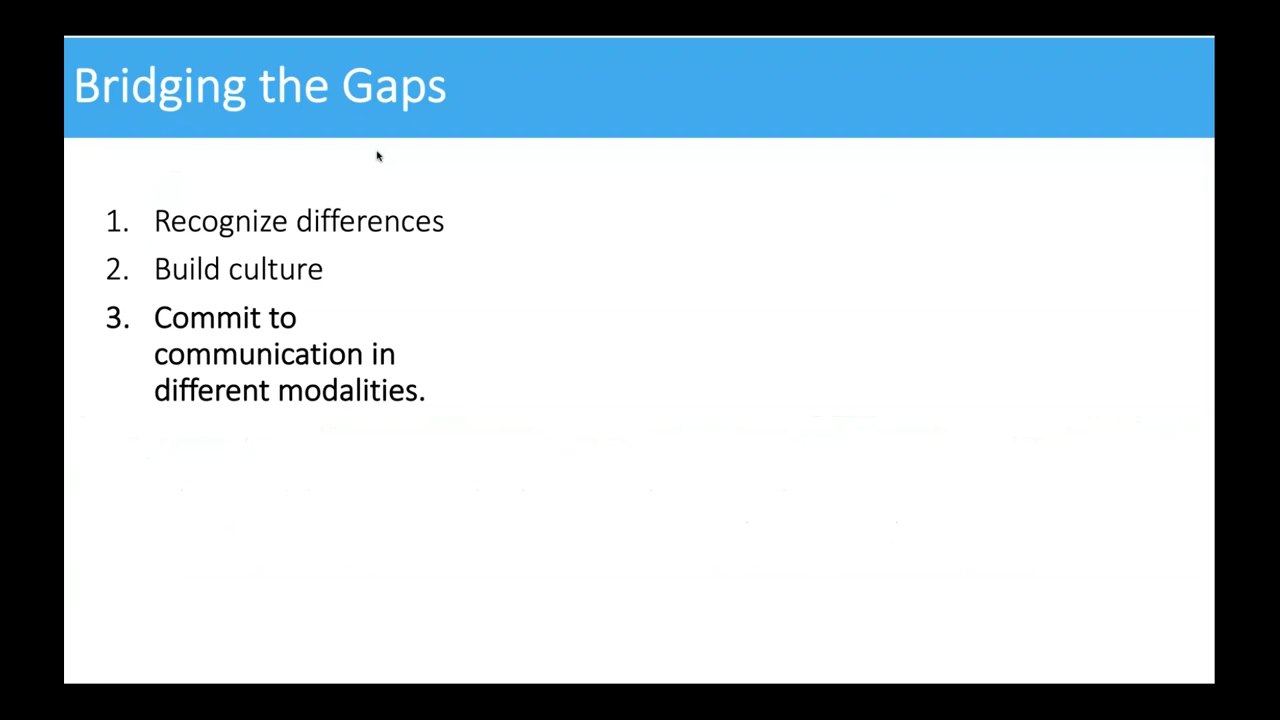 Bridging the Gaps
1. Recognize differences
2. Build culture
3. Commit to
communication in
different modalities.